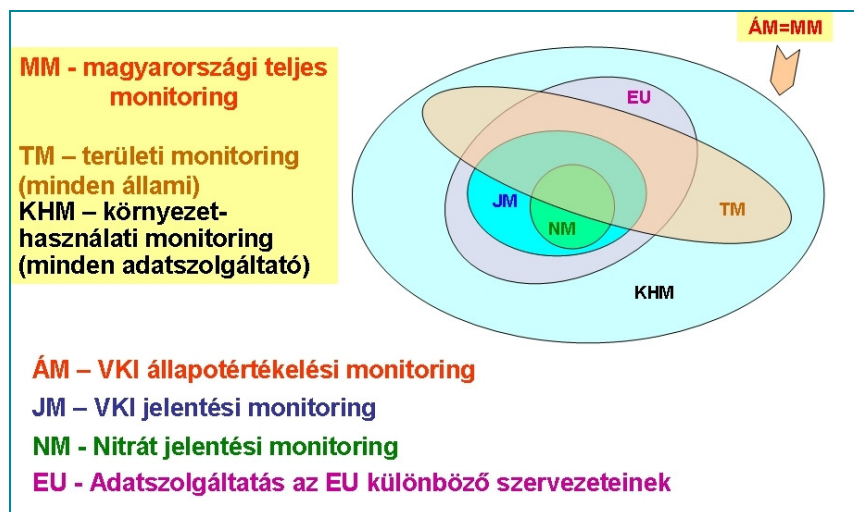 ÁM=MM
MM - magyarországi teljes
monitoring
TM – területi monitoring
(minden állami)
KHM – környezet-
használati monitoring
(minden adatszolgáltató)
EU
JM
NM
TM
KHM
ÁM – VKI állapotértékelési monitoring
JM – VKI jelentési monitoring
NM - Nitrát jelentési monitoring
EU - Adatszolgáltatás az EU különböző szervezeteinek